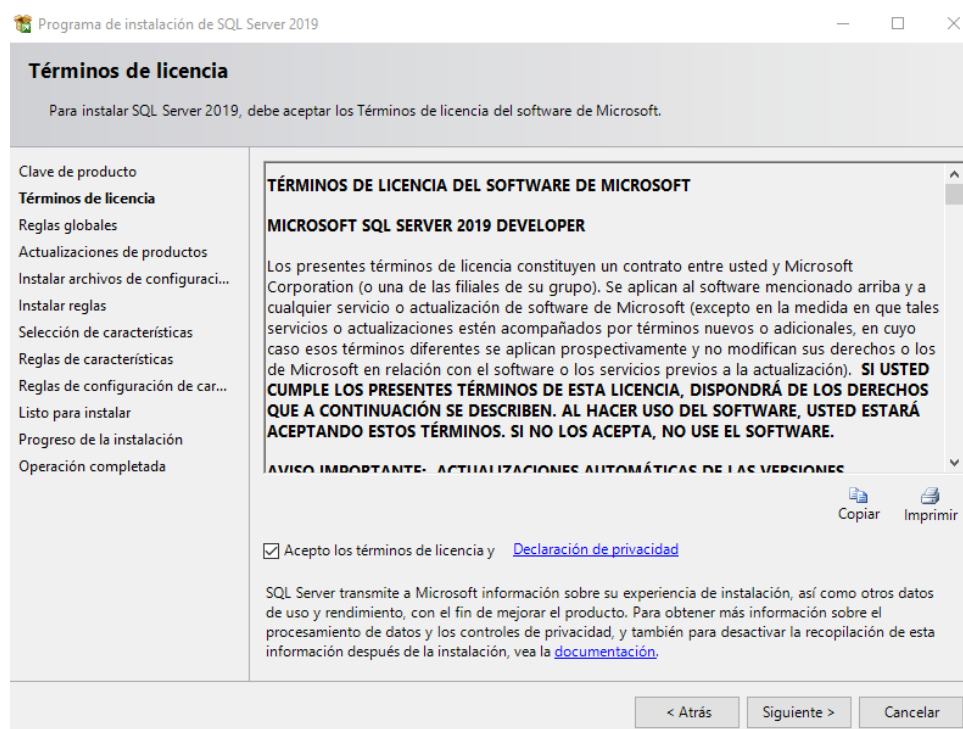 Programa de instalación de SQL Server 2019
Términos de licencia
Para instalar SQL Server 2019, debe aceptar los Términos de licencia del software de Microsoft.
Clave de producto
Términos de licencia
Reglas globales
Actualizaciones de productos
Instalar archivos de configuraci...
Instalar reglas
Selección de características
Reglas de características
Reglas de configuración de car...
Listo para instalar
Progreso de la instalación
Operación completada
TÉRMINOS DE LICENCIA DEL SOFTWARE DE MICROSOFT
MICROSOFT SQL SERVER 2019 DEVELOPER
Los presentes términos de licencia constituyen un contrato entre usted y Microsoft
Corporation (o una de las filiales de su grupo). Se aplican al software mencionado arriba y a
cualquier servicio o actualización de software de Microsoft (excepto en la medida en que tales
servicios o actualizaciones estén acompañados por términos nuevos o adicionales, en cuyo
caso esos términos diferentes se aplican prospectivamente y no modifican sus derechos o los
de Microsoft en relación con el software o los servicios previos a la actualización). SI USTED
CUMPLE LOS PRESENTES TÉRMINOS DE ESTA LICENCIA, DISPONDRÁ DE LOS DERECHOS
QUE A CONTINUACIÓN SE DESCRIBEN. AL HACER USO DEL SOFTWARE, USTED ESTARÁ
ACEPTANDO ESTOS TÉRMINOS. SI NO LOS ACEPTA, NO USE EL SOFTWARE.
AVISO IMPORTANTE: ACTUALIZACIONES AUTOMÁTICAS DE LAS VERSIONES
Copiar Imprimir
Acepto los términos de licencia y Declaración de privacidad
SQL Server transmite a Microsoft información sobre su experiencia de instalación, así como otros datos
de uso y rendimiento, con el fin de mejorar el producto. Para obtener más información sobre el
procesamiento de datos y los controles de privacidad, y también para desactivar la recopilación de esta
información después de la instalación, vea la documentación.
< Atrás Siguiente > Cancelar